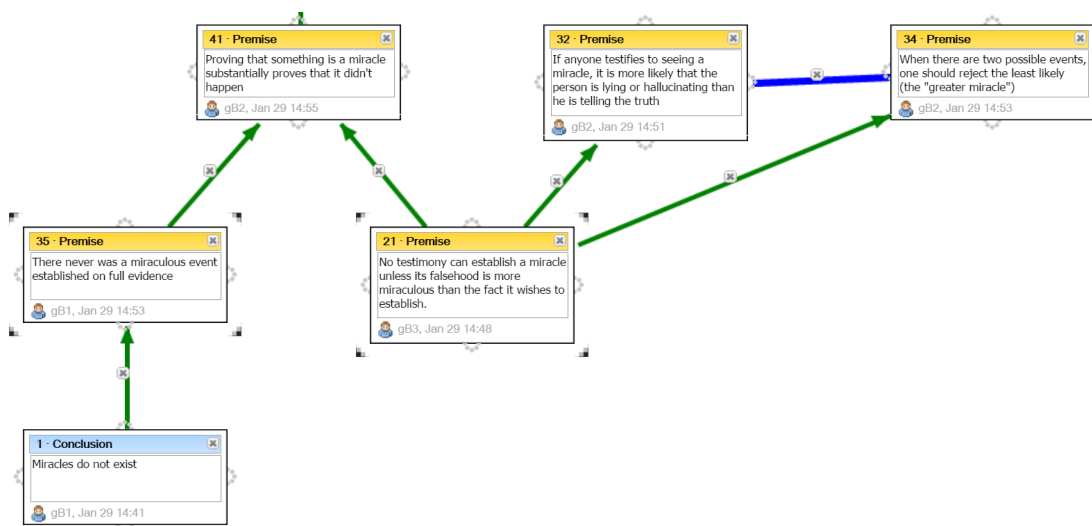 41 · Premise
Proving that something is a miracle
substantially proves that it didn't
happen
gB2, Jan 29 14:55
32 · Premise
If anyone testifies to seeing a
miracle, it is more likely that the
person is lying or hallucinating than
he is telling the truth
gB2, Jan 29 14:51
34 · Premise
When there are two possible events,
one should reject the least likely
(the "greater miracle")
gB2, Jan 29 14:53
35 · Premise
There never was a miraculous event
established on full evidence
gB1, Jan 29 14:53
21 · Premise
No testimony can establish a miracle
unless its falsehood is more
miraculous than the fact it wishes to
establish.
gB3, Jan 29 14:48
1 · Conclusion
Miracles do not exist
gB1, Jan 29 14:41